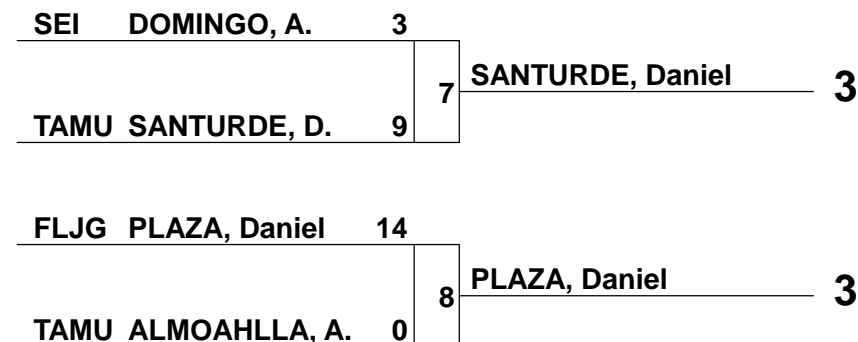 SEI DOMINGO, A. 3
7 SANTURDE, Daniel 3
TAMU SANTURDE, D. 9
FLJG PLAZA, Daniel 14
8 PLAZA, Daniel 3
TAMU ALMOAHLLA, A. 0